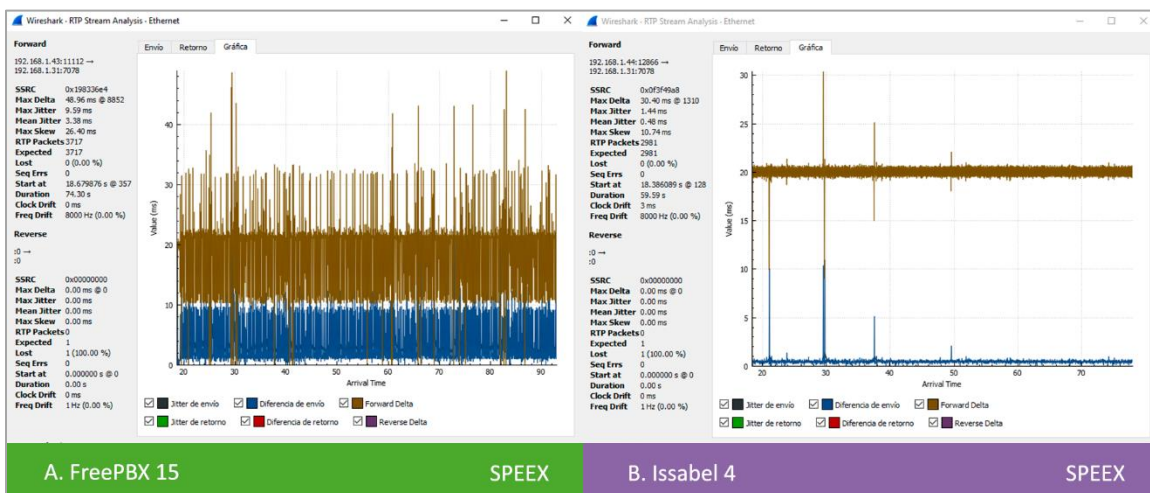 Wireshark - RTP Stream Analysis - Ethernet
Forward
192.168.1.43:11112 →
192.168.1.31:7078
SSRC 0x198336e4
Max Delta 48.96 ms @ 8852
Max Jitter 9.59 ms
Mean Jitter 3.38 ms
Max Skew 26.40 ms
RTP Packets 3717
Expected 3717
Lost 0 (0.00 %)
Seq Errs 0
Start at 18.679876 s @ 357
Duration 74.30 s
Clock Drift 0 ms
Freq Drift 8000 Hz (0.00 %)
Reverse
:0 →
:0
SSRC 0x00000000
Max Delta 0.00 ms @ 0
Max Jitter 0.00 ms
Mean Jitter 0.00 ms
Max Skew 0.00 ms
RTP Packets 0
Expected 1
Lost 1 (100.00 %)
Seq Errs 0
Start at 0.000000 s @ 0
Duration 0.00 s
Clock Drift 0 ms
Freq Drift 1 Hz (0.00 %)
Envío Retorno Gráfica
Value (ms)
40
30
20
10
0
20 30 40 50 60 70 80 90
Arrival Time
Jitter de envío Diferencia de envío Forward Delta
Jitter de retorno Diferencia de retorno Reverse Delta
A. FreePBX 15 SPEEX
Wireshark - RTP Stream Analysis - Ethernet
Forward
192.168.1.44:12866 →
192.168.1.31:7078
SSRC 0x0f3f49a8
Max Delta 30.40 ms @ 1310
Max Jitter 1.44 ms
Mean Jitter 0.48 ms
Max Skew 10.74 ms
RTP Packets 2981
Expected 2981
Lost 0 (0.00 %)
Seq Errs 0
Start at 18.386089 s @ 128
Duration 59.59 s
Clock Drift 3 ms
Freq Drift 8000 Hz (0.00 %)
Reverse
:0 →
:0
SSRC 0x00000000
Max Delta 0.00 ms @ 0
Max Jitter 0.00 ms
Mean Jitter 0.00 ms
Max Skew 0.00 ms
RTP Packets 0
Expected 1
Lost 1 (100.00 %)
Seq Errs 0
Start at 0.000000 s @ 0
Duration 0.00 s
Clock Drift 0 ms
Freq Drift 1 Hz (0.00 %)
Envío Retorno Gráfica
Value (ms)
30
25
20
15
10
5
0
20 30 40 50 60 70
Arrival Time
Jitter de envío Diferencia de envío Forward Delta
Jitter de retorno Diferencia de retorno Reverse Delta
B. Issabel 4 SPEEX